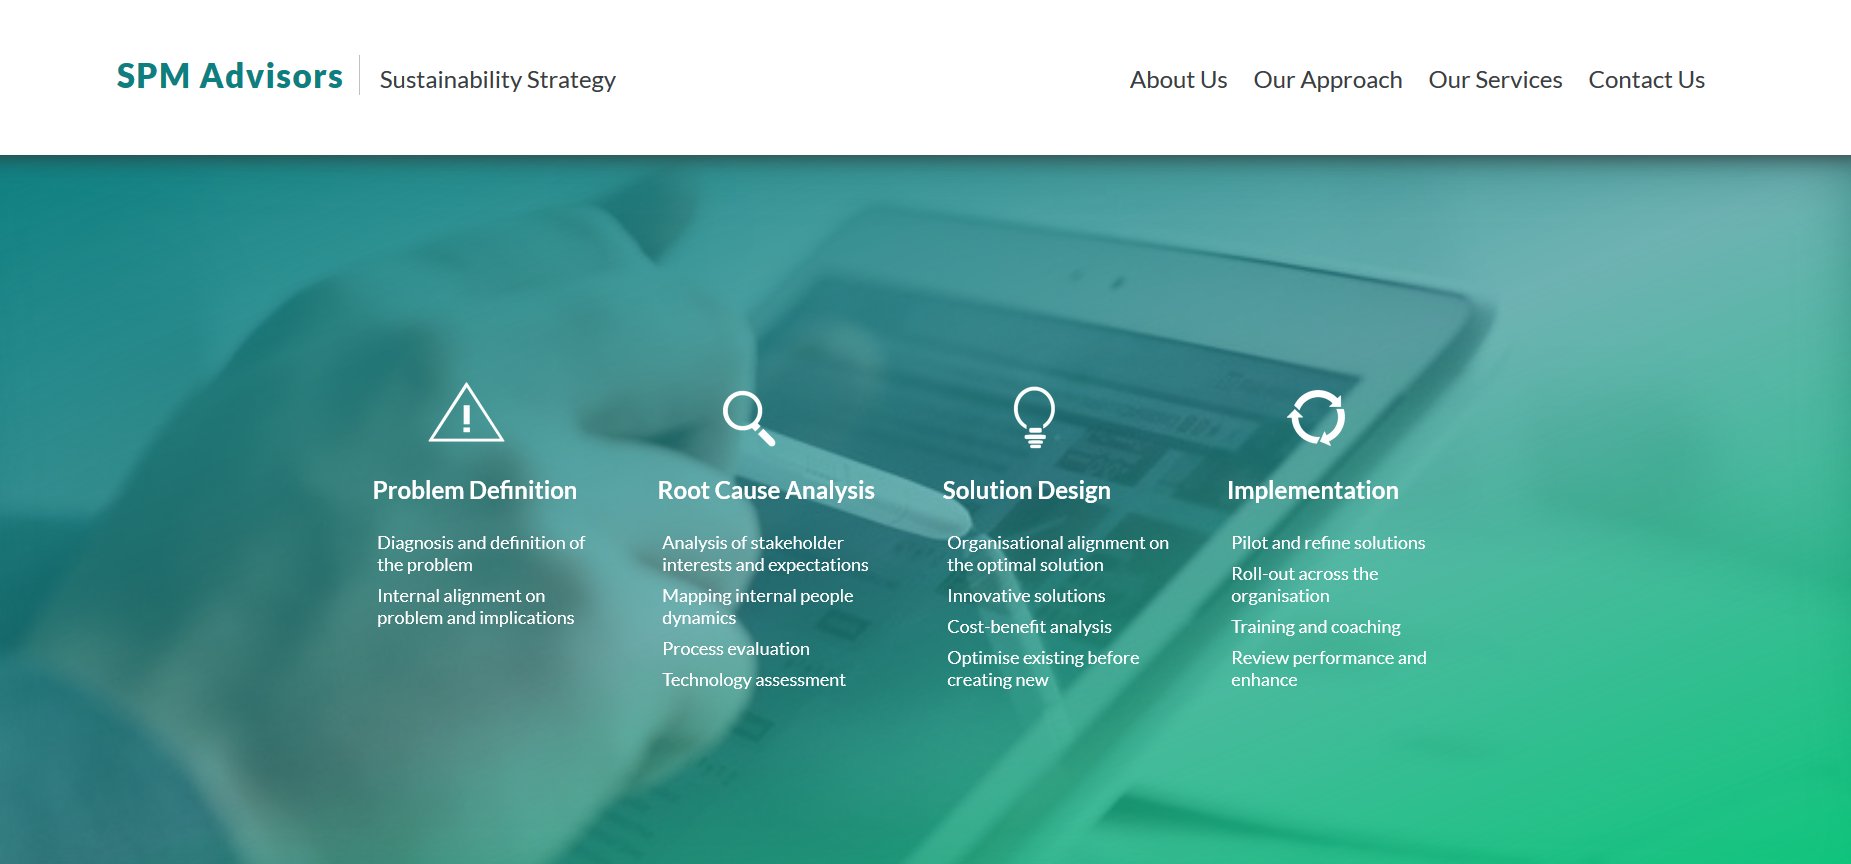 SPM Advisors
Sustainability Strategy
About Us
Our Approach
Our Services
Contact Us
Problem Definition
Diagnosis and definition of
the problem
Internal alignment on
problem and implications
Root Cause Analysis
Analysis of stakeholder
interests and expectations
Mapping internal people
dynamics
Process evaluation
Technology assessment
Solution Design
Organisational alignment on
the optimal solution
Innovative solutions
Cost-benefit analysis
Optimise existing before
creating new
Implementation
Pilot and refine solutions
Roll-out across the
organisation
Training and coaching
Review performance and
enhance